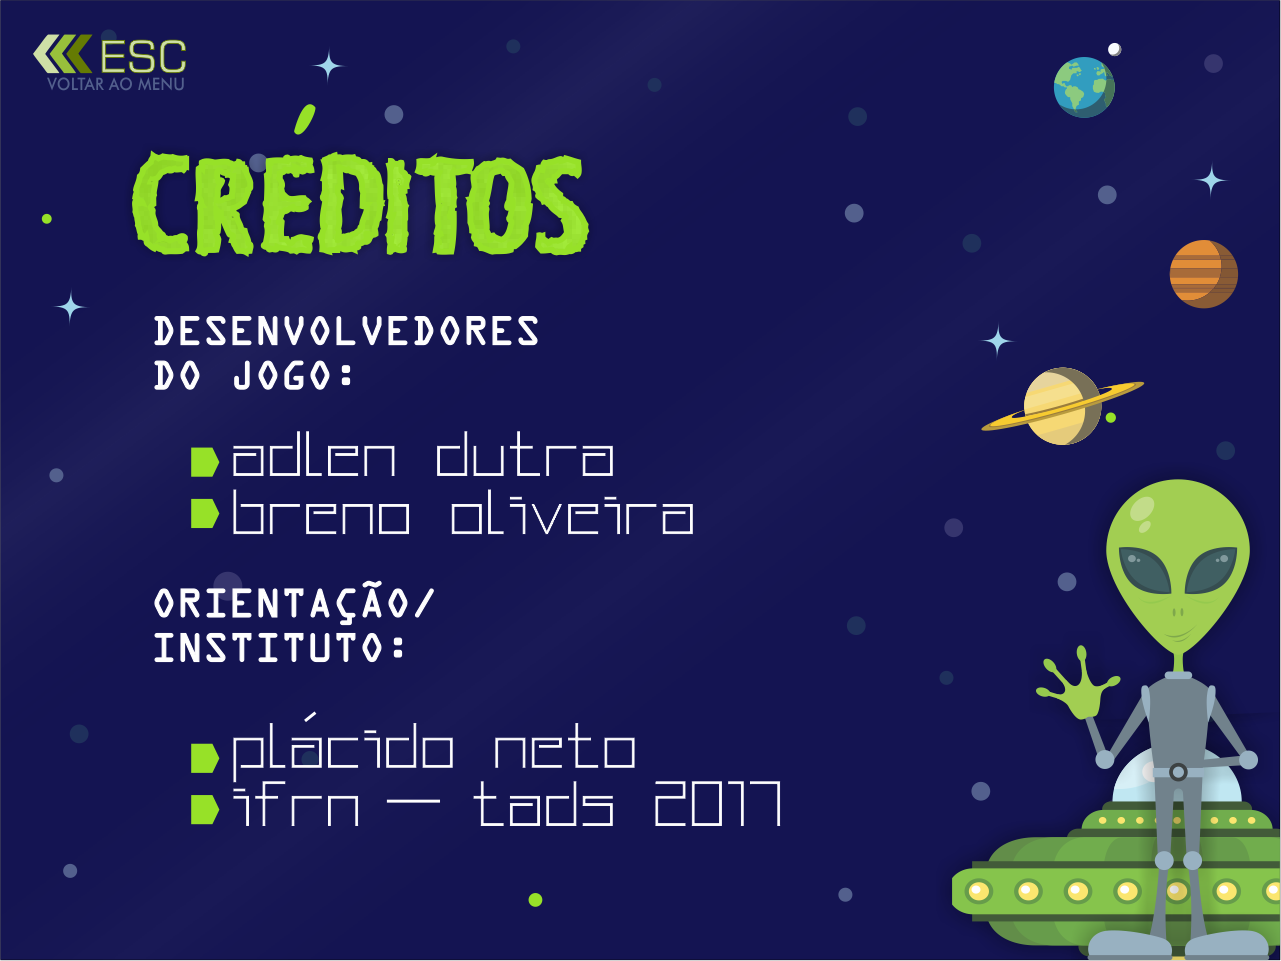 ESC
VOLTAR AO MENU
CRÉDITOS
DESENVOLVEDORES
DO JOGO:
adlen dutra
breno oliveira
ORIENTAÇÃO/
INSTITUTO:
plácido neto
ifrn — tads 2017